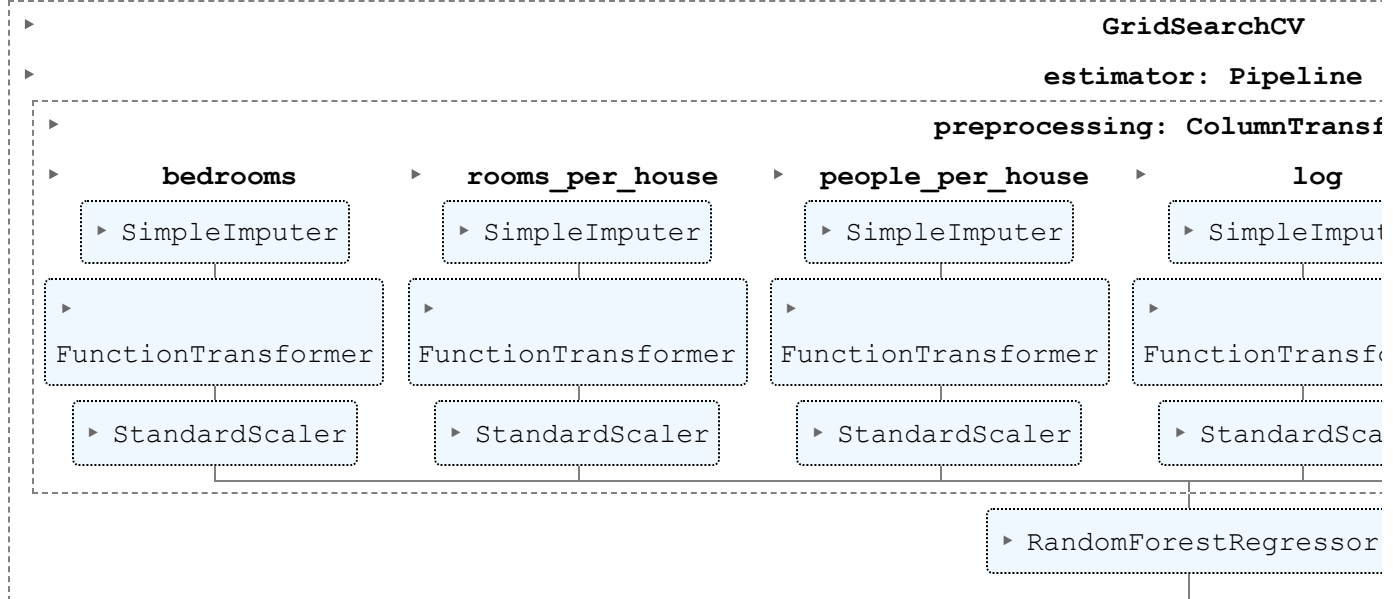 GridSearchCV
estimator: Pipeline
preprocessing: ColumnTransf
bedrooms rooms_per_house people_per_house log
SimpleImputer SimpleImputer SimpleImputer SimpleImput
FunctionTransformer FunctionTransformer FunctionTransformer FunctionTransfo
StandardScaler StandardScaler StandardScaler StandardSca
RandomForestRegressor